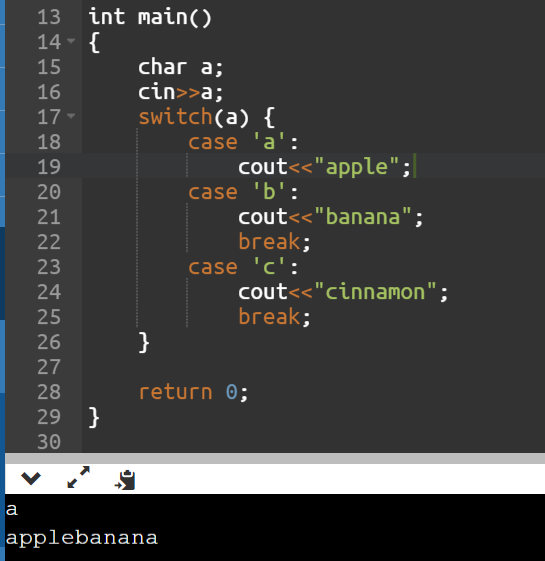 13 int main()
14 {
15     char a;
16     cin>>a;
17     switch(a) {
18         case 'a':
19             cout<<"apple";
20         case 'b':
21             cout<<"banana";
22             break;
23         case 'c':
24             cout<<"cinnamon";
25             break;
26     }
27
28     return 0;
29 }
30
a
applebanana